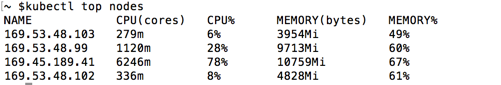 ~ $kubectl top nodes
NAME CPU(cores) CPU% MEMORY(bytes) MEMORY%
169.53.48.103 279m 6% 3954Mi 49%
169.53.48.99 1120m 28% 9713Mi 60%
169.45.189.41 6246m 78% 10759Mi 67%
169.53.48.102 336m 8% 4828Mi 61%